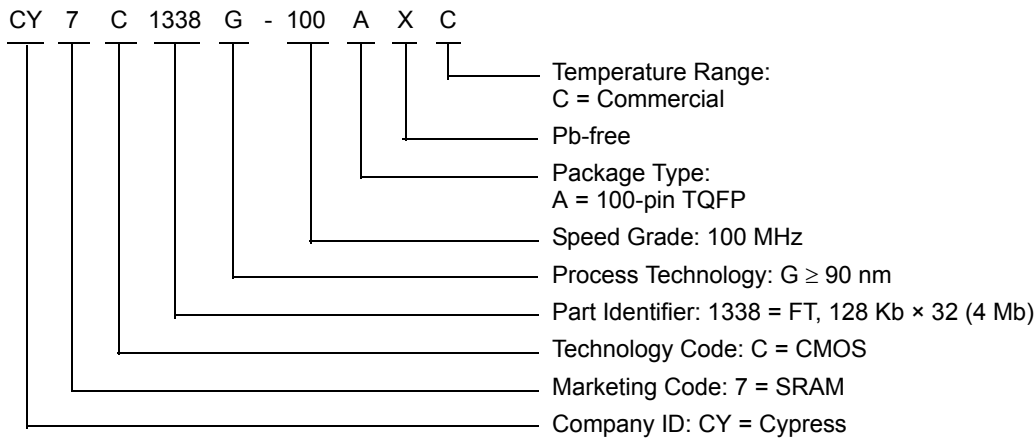 CY 7 C 1338 G - 100 A X C
Temperature Range:
C = Commercial
Pb-free
Package Type:
A = 100-pin TQFP
Speed Grade: 100 MHz
Process Technology: G ≥ 90 nm
Part Identifier: 1338 = FT, 128 Kb × 32 (4 Mb)
Technology Code: C = CMOS
Marketing Code: 7 = SRAM
Company ID: CY = Cypress